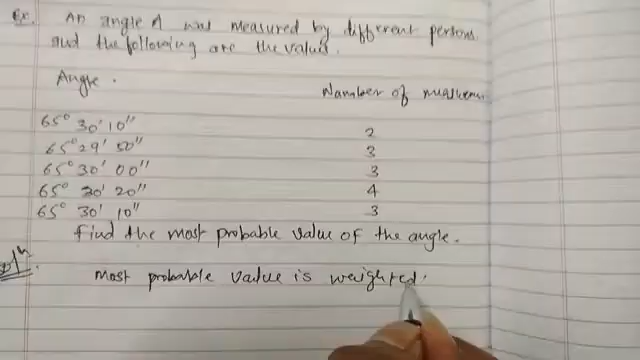 Ex. An angle A was measured by different persons
and the following are the values.
Angle. Number of measurem
65° 30' 10" 2
65° 29' 50" 3
65° 30' 00" 3
65° 30' 20" 4
65° 30' 10" 3
find the most probable value of the angle.
most probable value is weighted